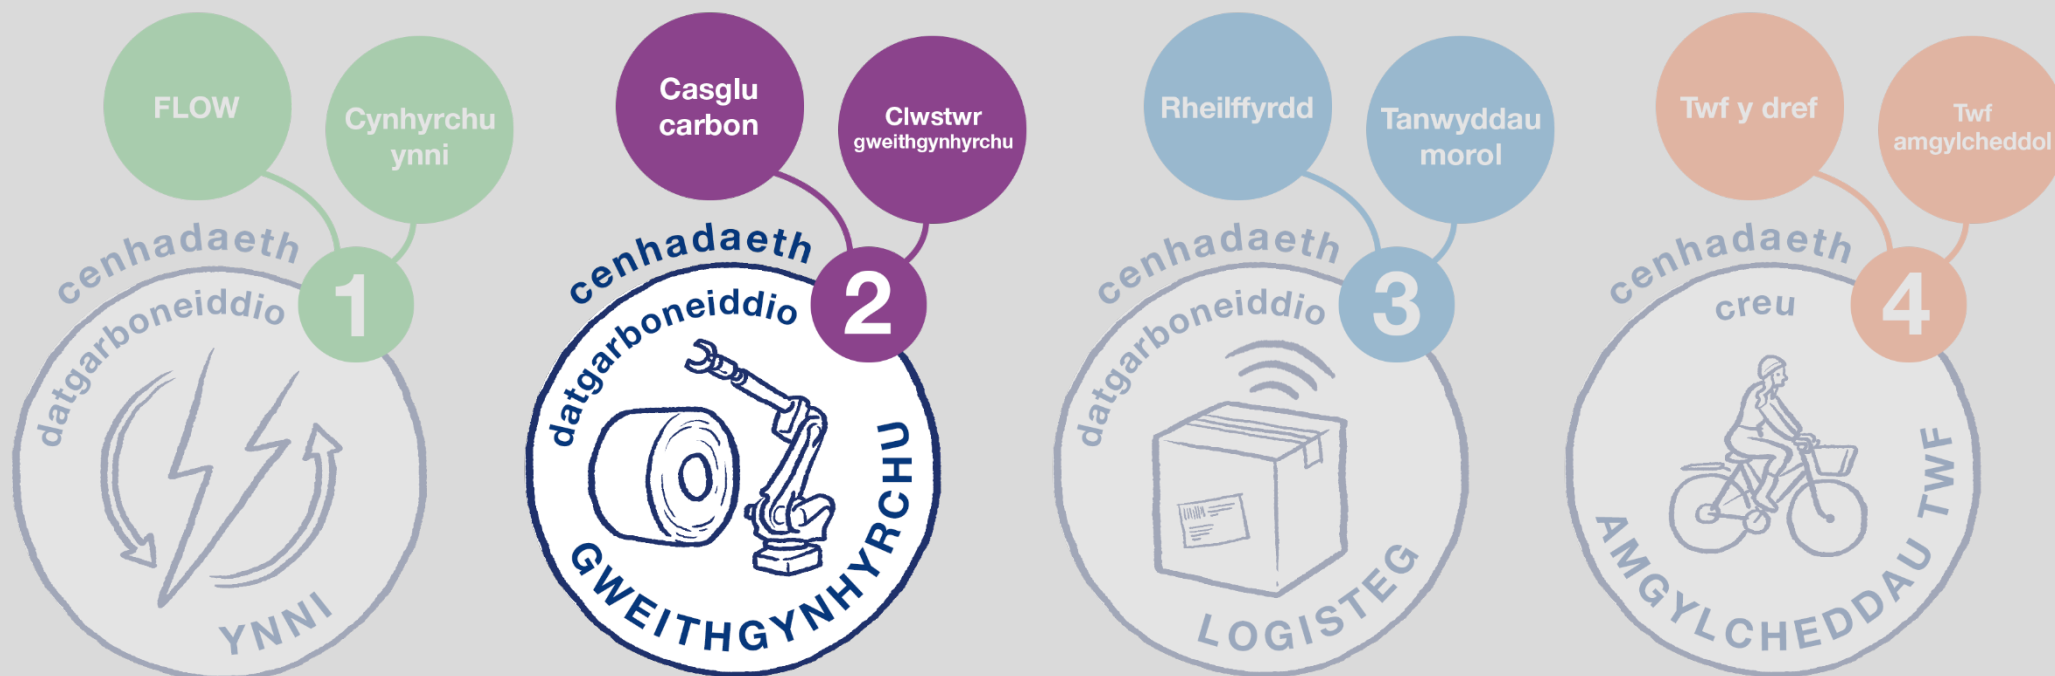 FLOW
Cynhyrchu
ynni
cenhadaeth
1
datgarboneiddio
YNNI
Casglu
carbon
Clwstwr
gweithgynhyrchu
cenhadaeth
2
datgarboneiddio
GWEITHGYNHYRCHU
Rheilffyrdd
Tanwyddau
morol
cenhadaeth
3
datgarboneiddio
LOGISTEG
Twf y dref
Twf
amgylcheddol
cenhadaeth
4
creu
AMGYLCHEDDAU TWF